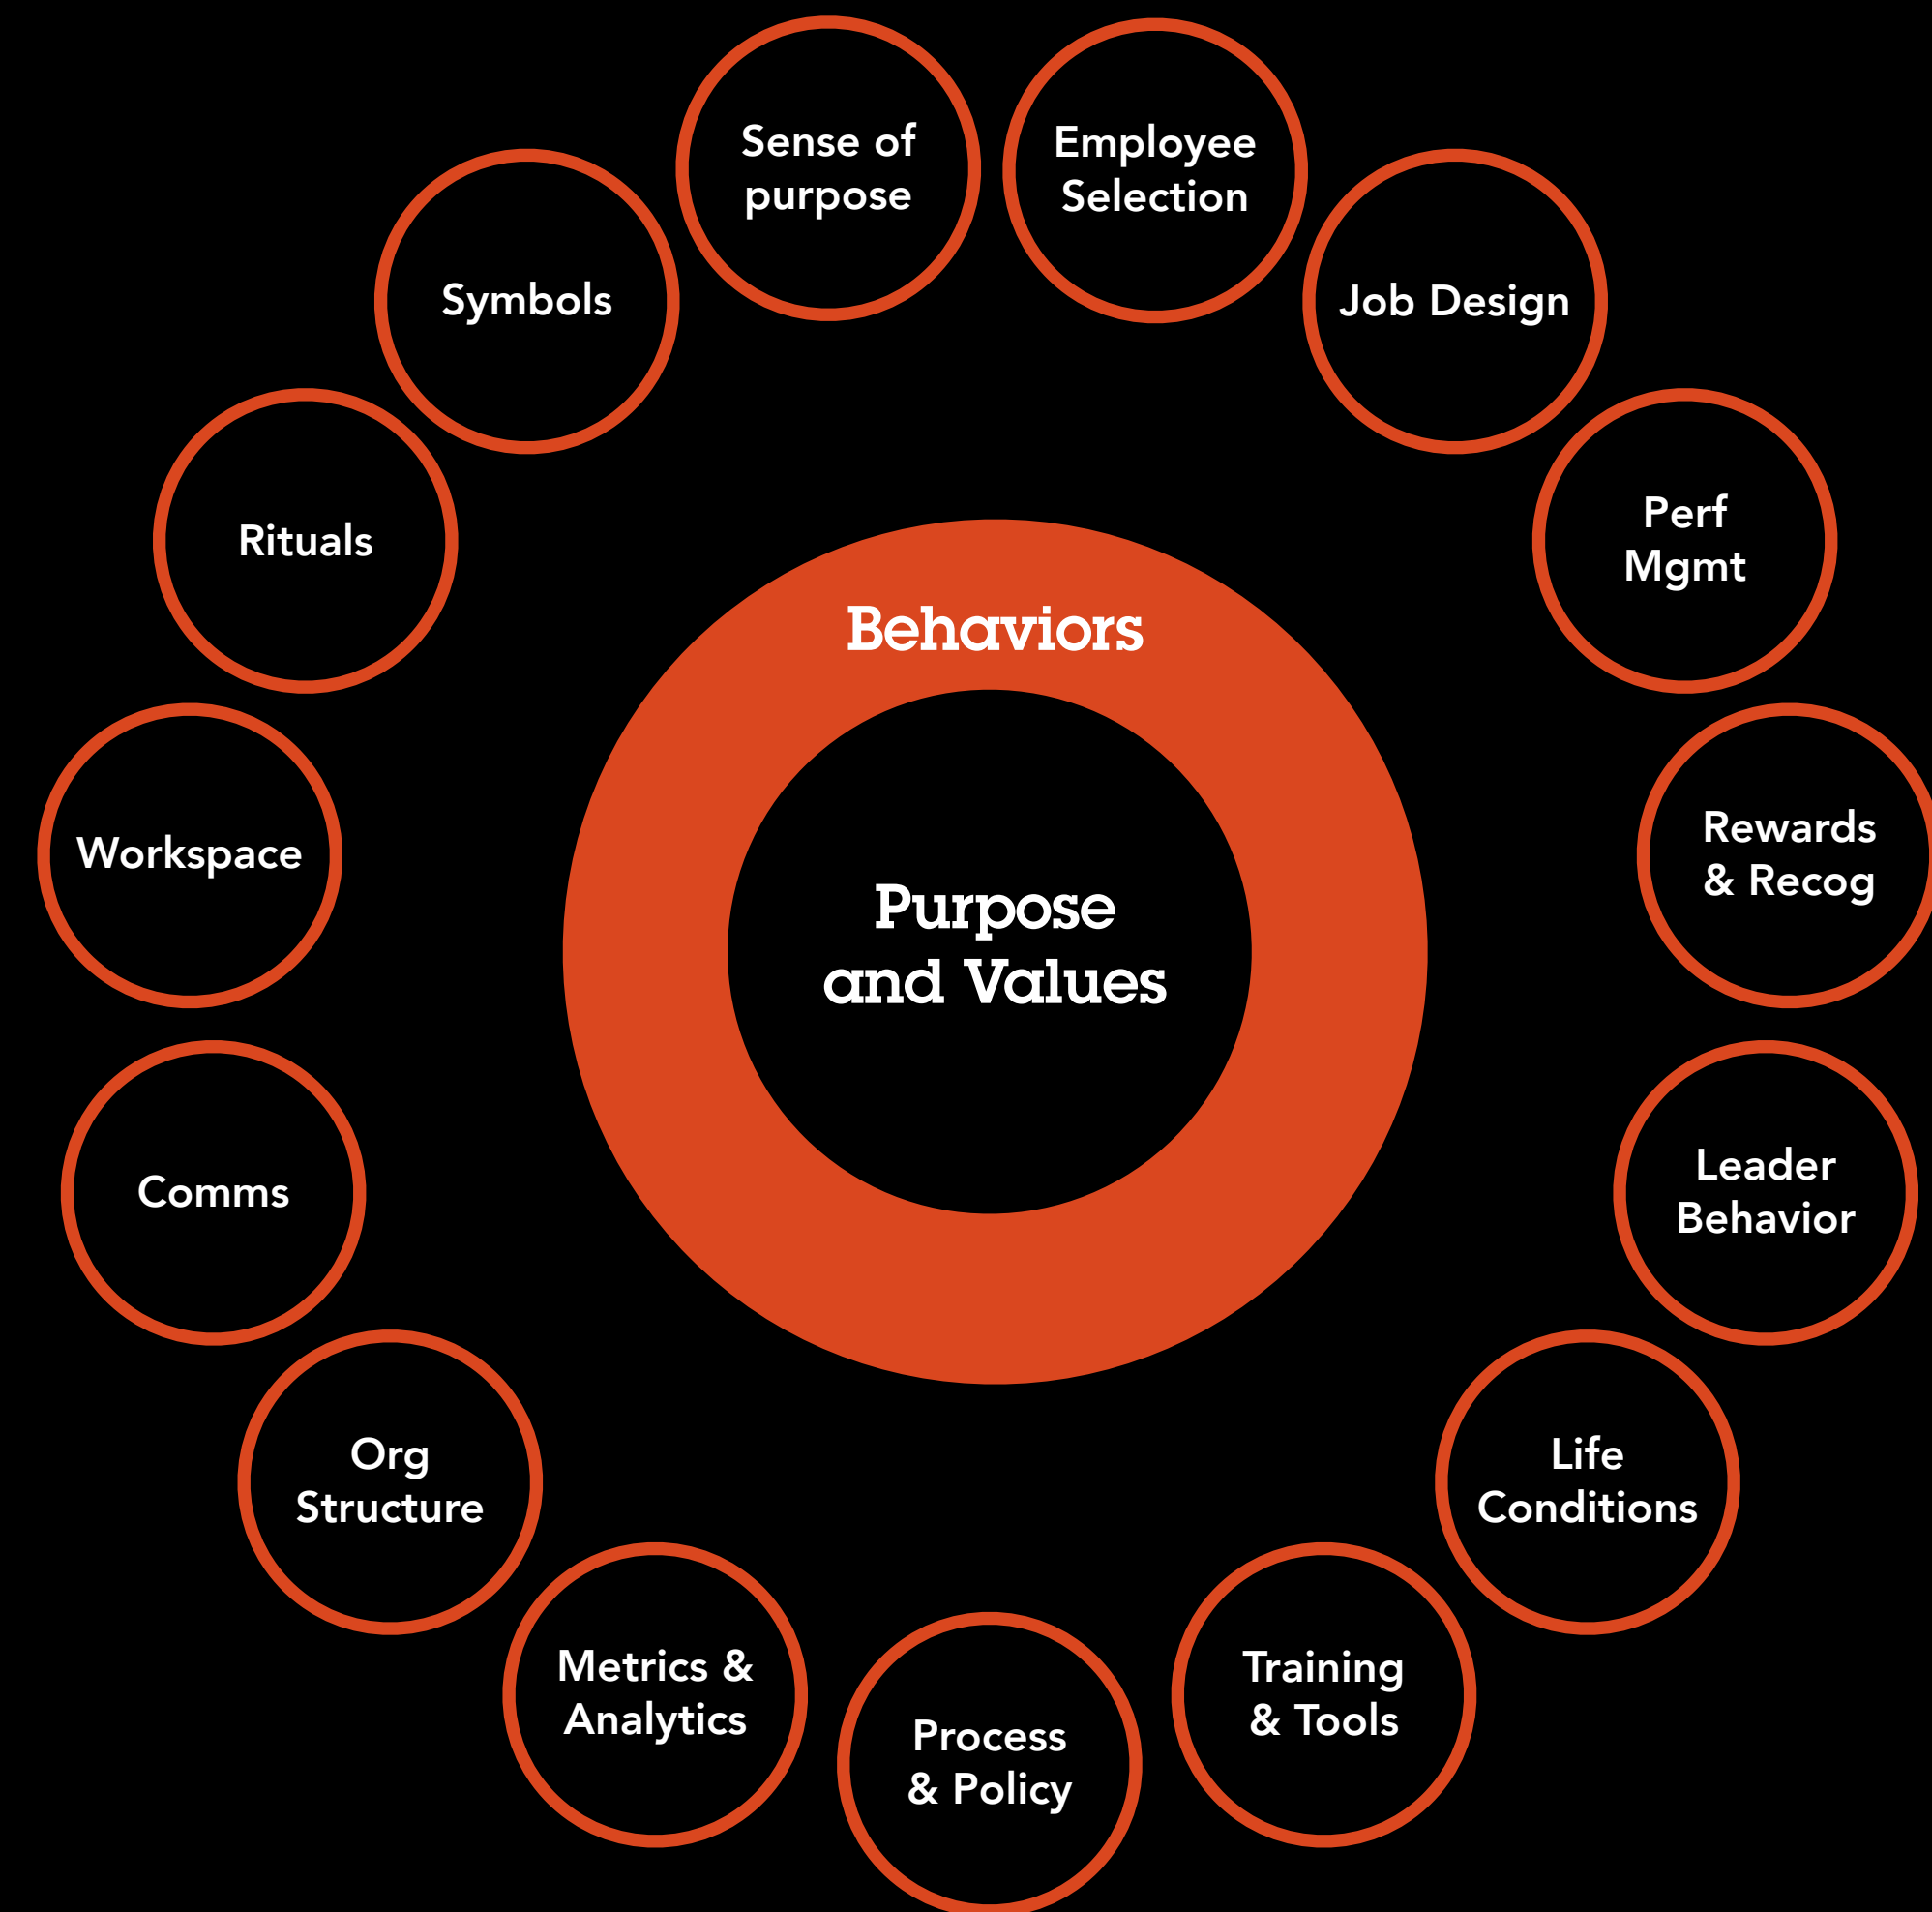 Sense of
purpose
Employee
Selection
Job Design
Perf
Mgmt
Rewards
& Recog
Leader
Behavior
Life
Conditions
Training
& Tools
Process
& Policy
Metrics &
Analytics
Org
Structure
Comms
Workspace
Rituals
Symbols
Behaviors
Purpose
and Values